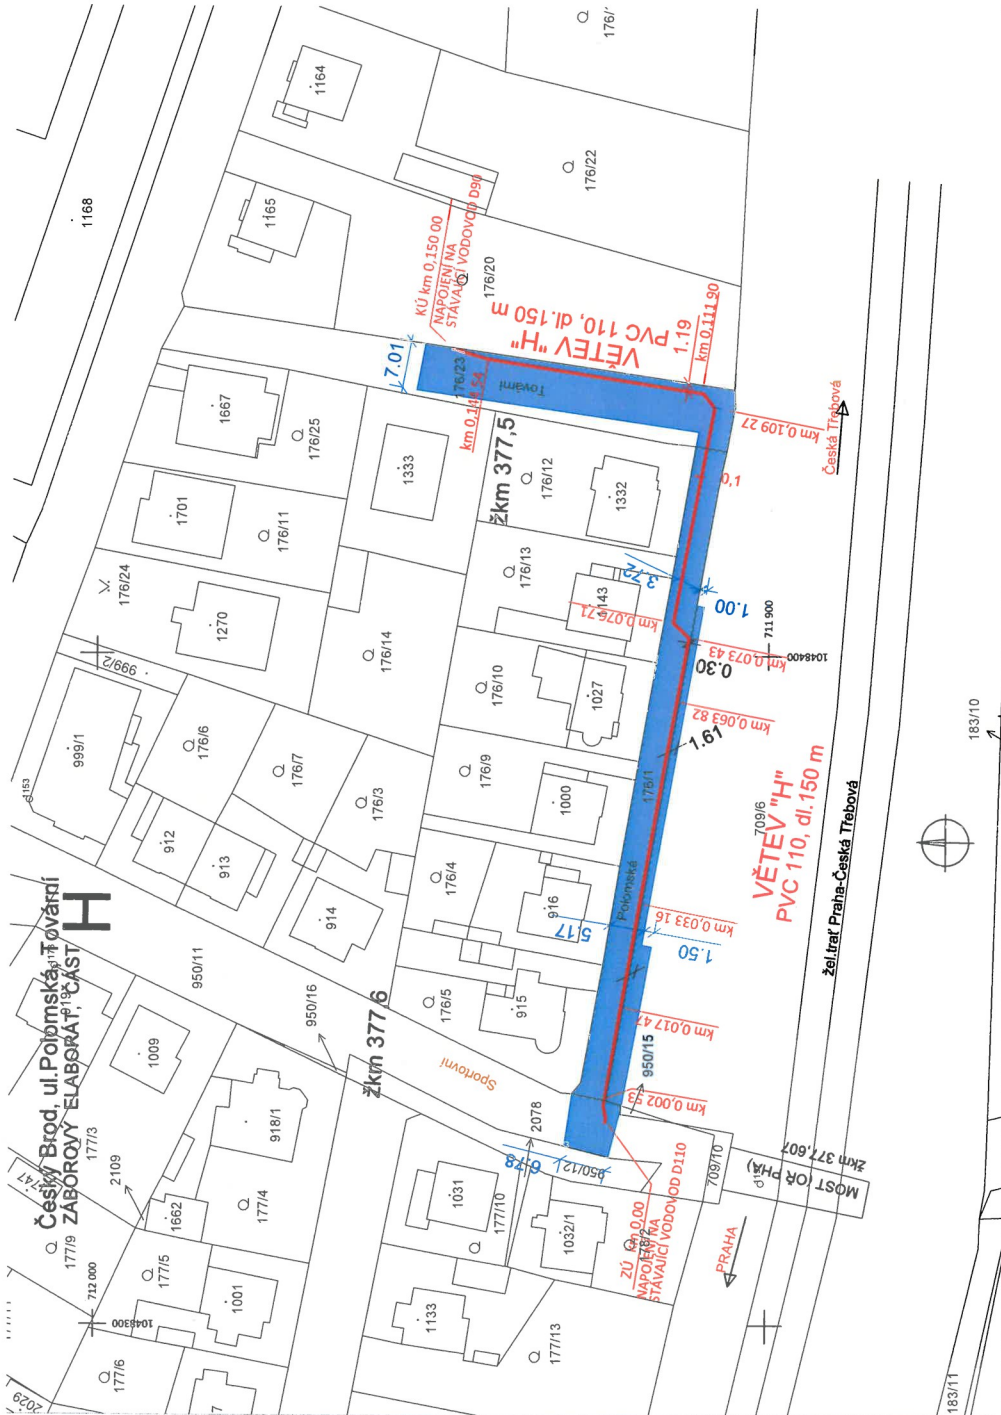 Český Brod, ul.Polomská, Tovární
ZÁBOROVÝ ELABORÁT, ČÁST
H
1168
1164
1165
176/22
176/20
KÚ km 0,150 00
NAPOJENÍ NA
STÁVAJÍCÍ VODOVOD D90
VĚTEV "H"
PVC 110, dl.150 m
1.19
km 0,111 90
7.01
176/23
Tovární
žkm 377,5
km 0,109 27
Česká Třebová
1667
176/25
1333
176/12
1332
1701
176/11
176/13
1143
3.72
1.00
km 0,076 71
176/24
1270
176/14
176/10
1027
0.30
km 0,073 43
711 900
1048400
km 0,063 82
1.61
999/2
999/1
1153
176/6
176/7
176/3
176/9
1000
176/1
709/6
VĚTEV "H"
PVC 110, dl.150 m
žel.trať Praha-Česká Třebová
183/10
912
913
914
176/4
916
Polomská
5.17
1.50
km 0,033 16
950/11
950/16
žkm 377,6
176/5
915
km 0,017 47
Sportovní
950/15
km 0,002 53
1009
918/1
2078
6.78
950/12
709/10
MOST (OŘ PHA)
žkm 377,607
177/3
2109
1662
177/4
1031
177/10
1032/1
ZÚ km 0,00
NAPOJENÍ NA
STÁVAJÍCÍ VODOVOD D110
PRAHA
177/9
177/5
1001
1133
177/13
712 000
1048300
177/6
2029
183/11